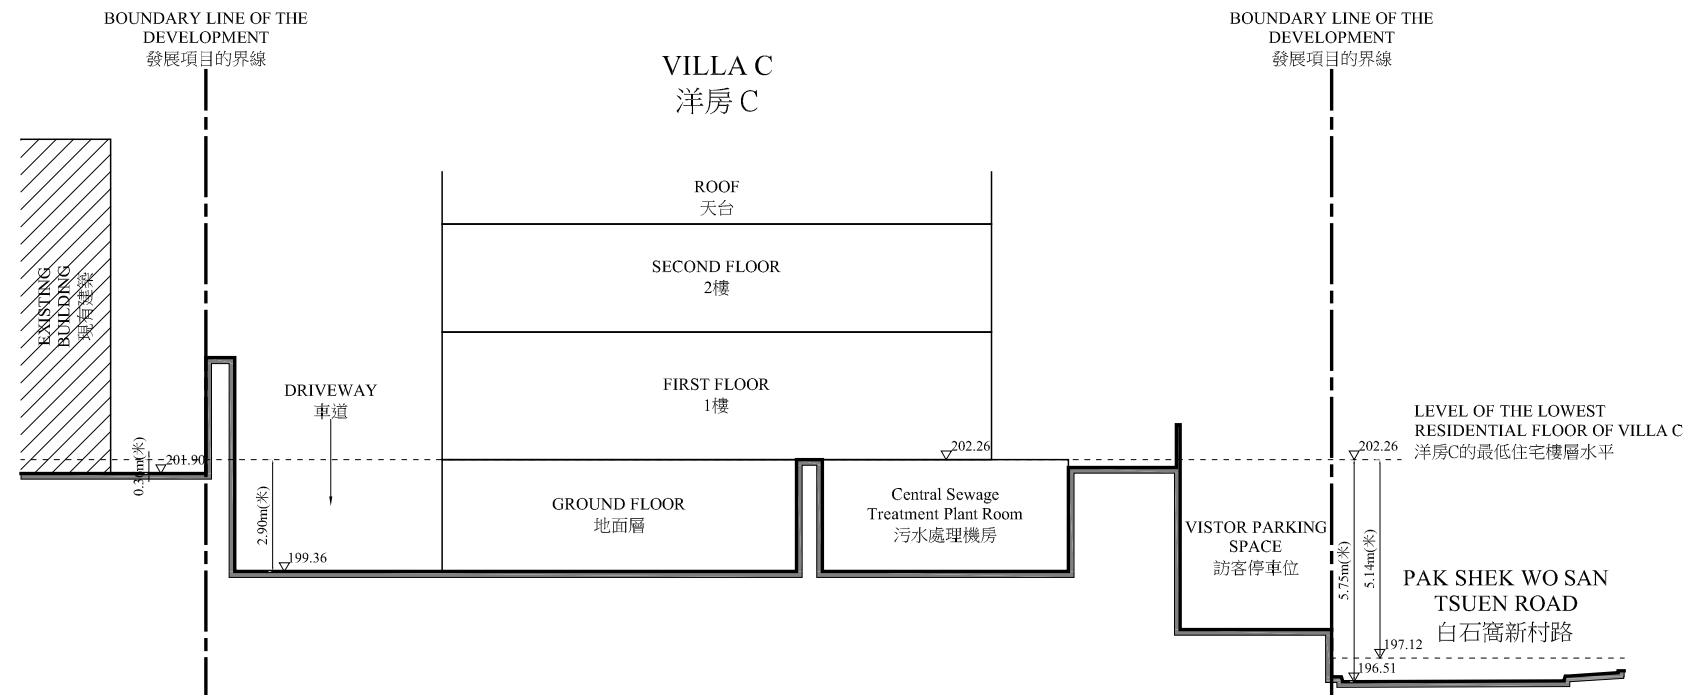 BOUNDARY LINE OF THE
DEVELOPMENT
發展項目的界線
BOUNDARY LINE OF THE
DEVELOPMENT
發展項目的界線
VILLA C
洋房 C
ROOF
天台
SECOND FLOOR
2樓
EXISTING
BUILDING
現有建築
FIRST FLOOR
1樓
DRIVEWAY
車道
LEVEL OF THE LOWEST
RESIDENTIAL FLOOR OF VILLA C
洋房C的最低住宅樓層水平
0.36m(米)
201.90
202.26
202.26
2.90m(米)
199.36
GROUND FLOOR
地面層
Central Sewage
Treatment Plant Room
污水處理機房
VISTOR PARKING
SPACE
訪客停車位
5.75m(米)
5.14m(米)
PAK SHEK WO SAN
TSUEN ROAD
白石窩新村路
197.12
196.51